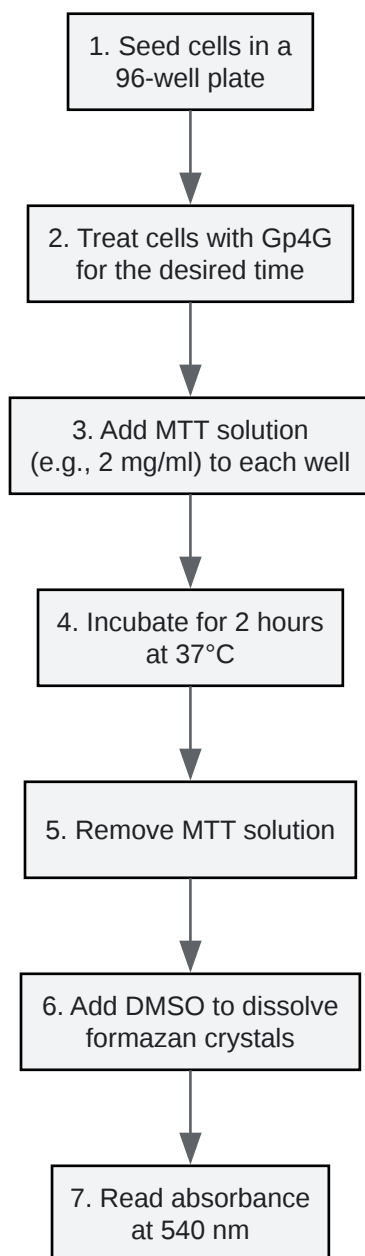 1. Seed cells in a
96-well plate
2. Treat cells with Gp4G
for the desired time
3. Add MTT solution
(e.g., 2 mg/ml) to each well
4. Incubate for 2 hours
at 37°C
5. Remove MTT solution
6. Add DMSO to dissolve
formazan crystals
7. Read absorbance
at 540 nm